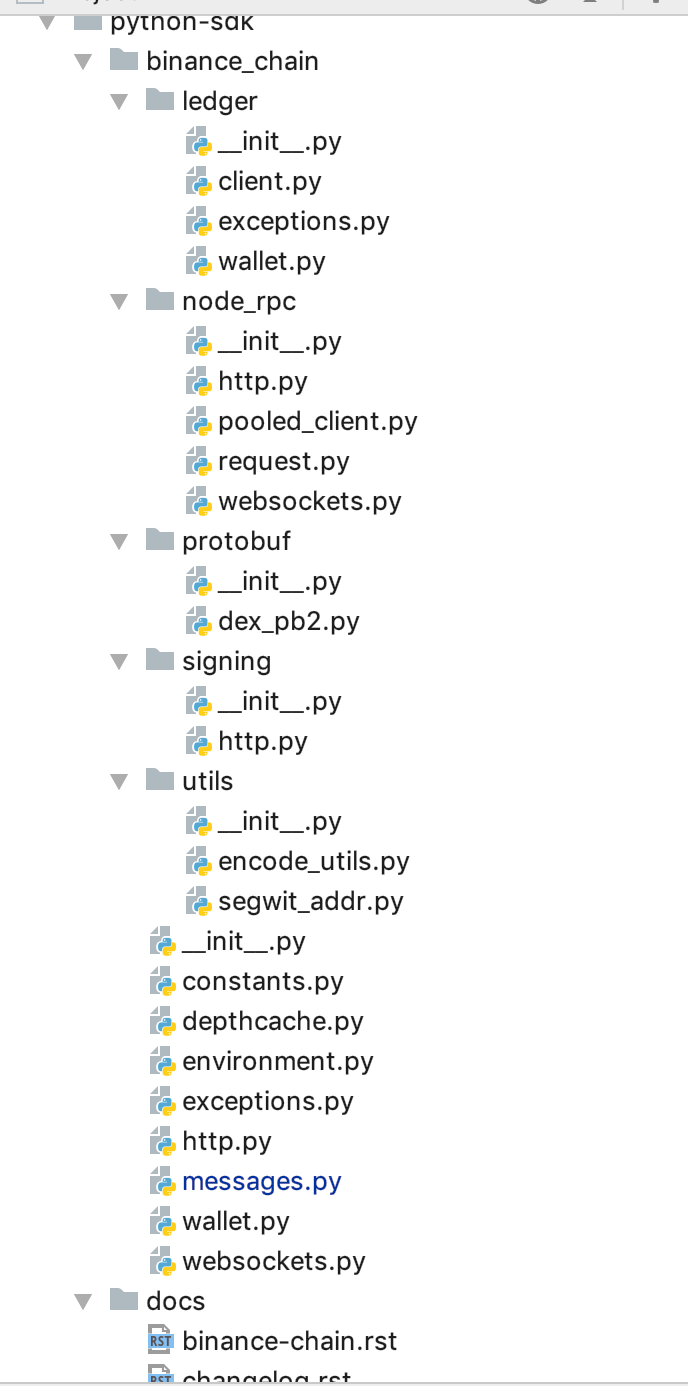 python-sdk
binance_chain
ledger
__init__.py
client.py
exceptions.py
wallet.py
node_rpc
__init__.py
http.py
pooled_client.py
request.py
websockets.py
protobuf
__init__.py
dex_pb2.py
signing
__init__.py
http.py
utils
__init__.py
encode_utils.py
segwit_addr.py
__init__.py
constants.py
depthcache.py
environment.py
exceptions.py
http.py
messages.py
wallet.py
websockets.py
docs
RST binance-chain.rst
RST changelog.rst